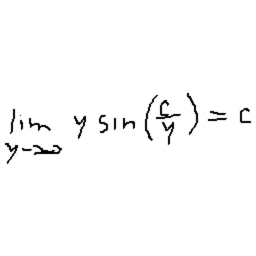 lim y→∞ y sin(c/y) = c